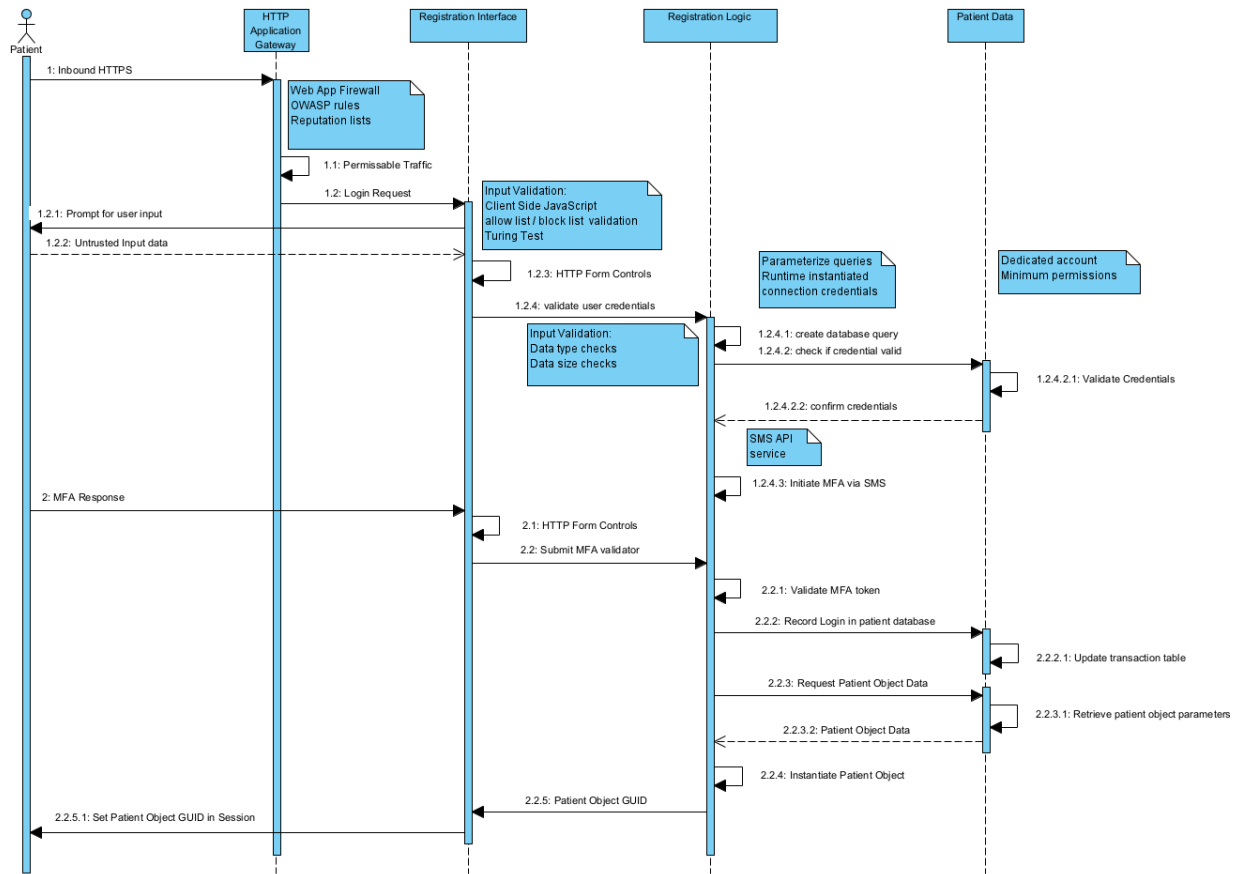 HTTP
Application
Gateway
Registration Interface
Registration Logic
Patient Data
Patient
1: Inbound HTTPS
Web App Firewall
OWASP rules
Reputation lists
1.1: Permissable Traffic
1.2: Login Request
Input Validation:
Client Side JavaScript
allow list / block list validation
Turing Test
1.2.1: Prompt for user input
1.2.2: Untrusted Input data
1.2.3: HTTP Form Controls
Parameterize queries
Runtime instantiated
connection credentials
Dedicated account
Minimum permissions
1.2.4: validate user credentials
Input Validation:
Data type checks
Data size checks
1.2.4.1: create database query
1.2.4.2: check if credential valid
1.2.4.2.1: Validate Credentials
1.2.4.2.2: confirm credentials
SMS API
service
1.2.4.3: Initiate MFA via SMS
2: MFA Response
2.1: HTTP Form Controls
2.2: Submit MFA validator
2.2.1: Validate MFA token
2.2.2: Record Login in patient database
2.2.2.1: Update transaction table
2.2.3: Request Patient Object Data
2.2.3.1: Retrieve patient object parameters
2.2.3.2: Patient Object Data
2.2.4: Instantiate Patient Object
2.2.5: Patient Object GUID
2.2.5.1: Set Patient Object GUID in Session